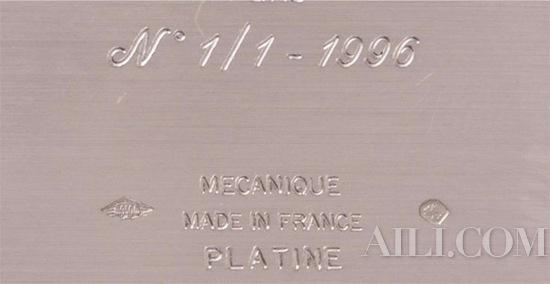 N° 1/1 - 1996
MECANIQUE
MADE IN FRANCE
PLATINE
AILI.COM